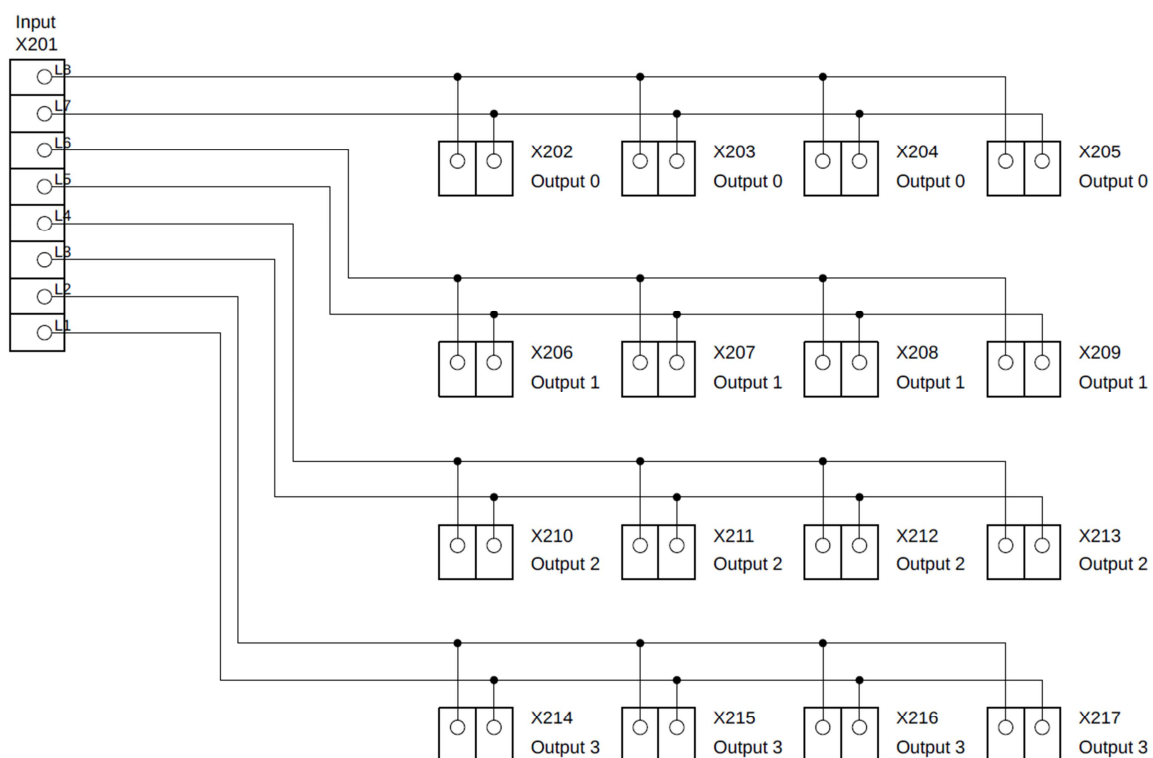 Input
X201
L8
L7
L6
L5
L4
L3
L2
L1
X202
Output 0
X203
Output 0
X204
Output 0
X205
Output 0
X206
Output 1
X207
Output 1
X208
Output 1
X209
Output 1
X210
Output 2
X211
Output 2
X212
Output 2
X213
Output 2
X214
Output 3
X215
Output 3
X216
Output 3
X217
Output 3